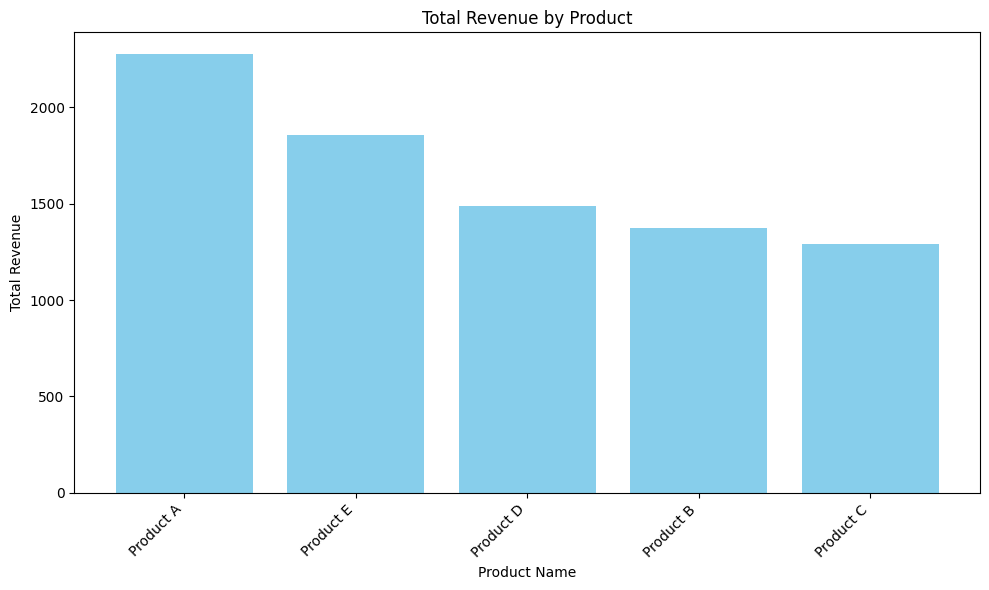 Total Revenue by Product
Total Revenue
2000
1500
1000
500
0
Product A
Product E
Product D
Product B
Product C
Product Name